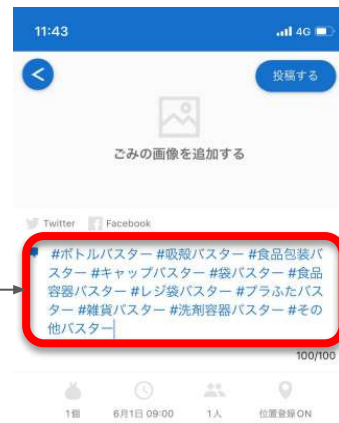 11:43
4G
投稿する
ごみの画像を追加する
Twitter Facebook
#ボトルバスター #吸殻バスター #食品包装バ
スター #キャップバスター #袋バスター #食品
容器バスター #レジ袋バスター #プラふたバス
ター #雑貨バスター #洗剤容器バスター #その
他バスター
100/100
1個 6月1日 09:00 1人 位置登録ON